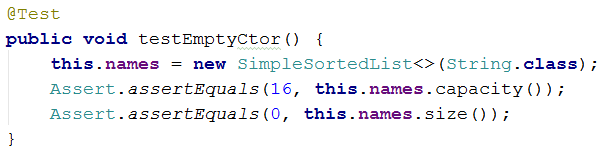 @Test
public void testEmptyCtor() {
    this.names = new SimpleSortedList<>(String.class);
    Assert.assertEquals(16, this.names.capacity());
    Assert.assertEquals(0, this.names.size());
}